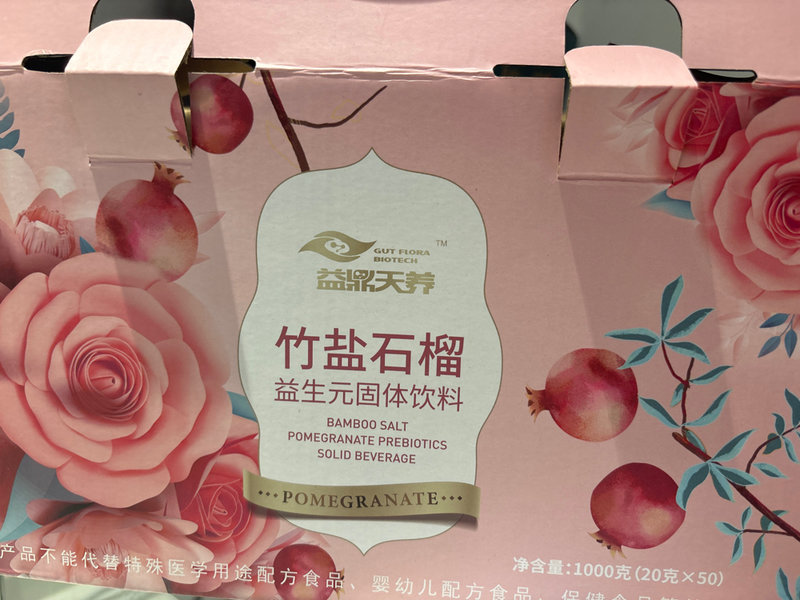 GUT FLORA
BIOTECH
TM
益鼎天养
竹盐石榴
益生元固体饮料
BAMBOO SALT
POMEGRANATE PREBIOTICS
SOLID BEVERAGE
···POMEGRANATE···
净含量：1000克（20克×50）
产品不能代替特殊医学用途配方食品、婴幼儿配方食品、保健食品等